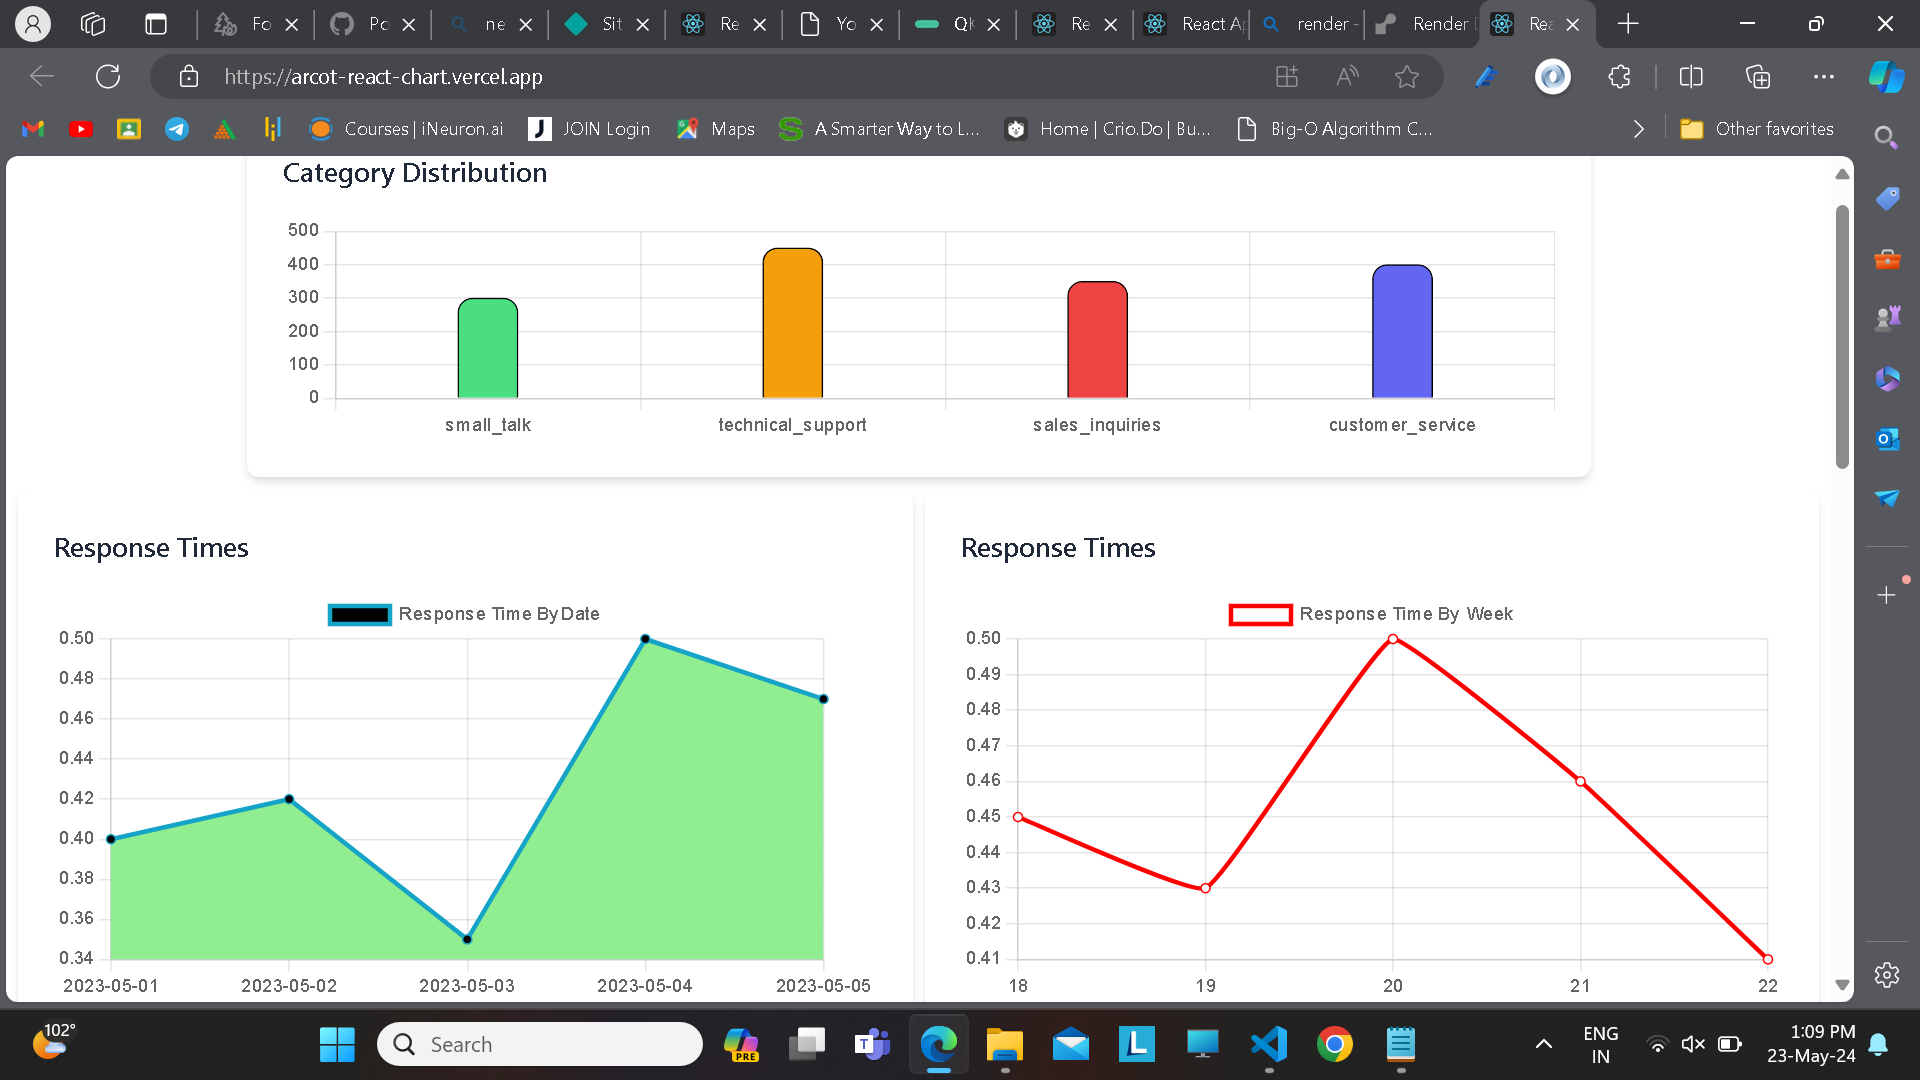 Fo
Po
ne
Sit
Re
Yo
Qk
Re
React Ap
render -
Render D
Rea
https://arcot-react-chart.vercel.app
Courses | iNeuron.ai
JOIN Login
Maps
A Smarter Way to L...
Home | Crio.Do | Bu...
Big-O Algorithm C...
Other favorites
Category Distribution
500
400
300
200
100
0
small_talk technical_support sales_inquiries customer_service
Response Times
Response Time By Date
0.50
0.48
0.46
0.44
0.42
0.40
0.38
0.36
0.34
2023-05-01 2023-05-02 2023-05-03 2023-05-04 2023-05-05
Response Times
Response Time By Week
0.50
0.49
0.48
0.47
0.46
0.45
0.44
0.43
0.42
0.41
18 19 20 21 22
102°
Search
PRE
T
L
ENG
IN
1:09 PM
23-May-24